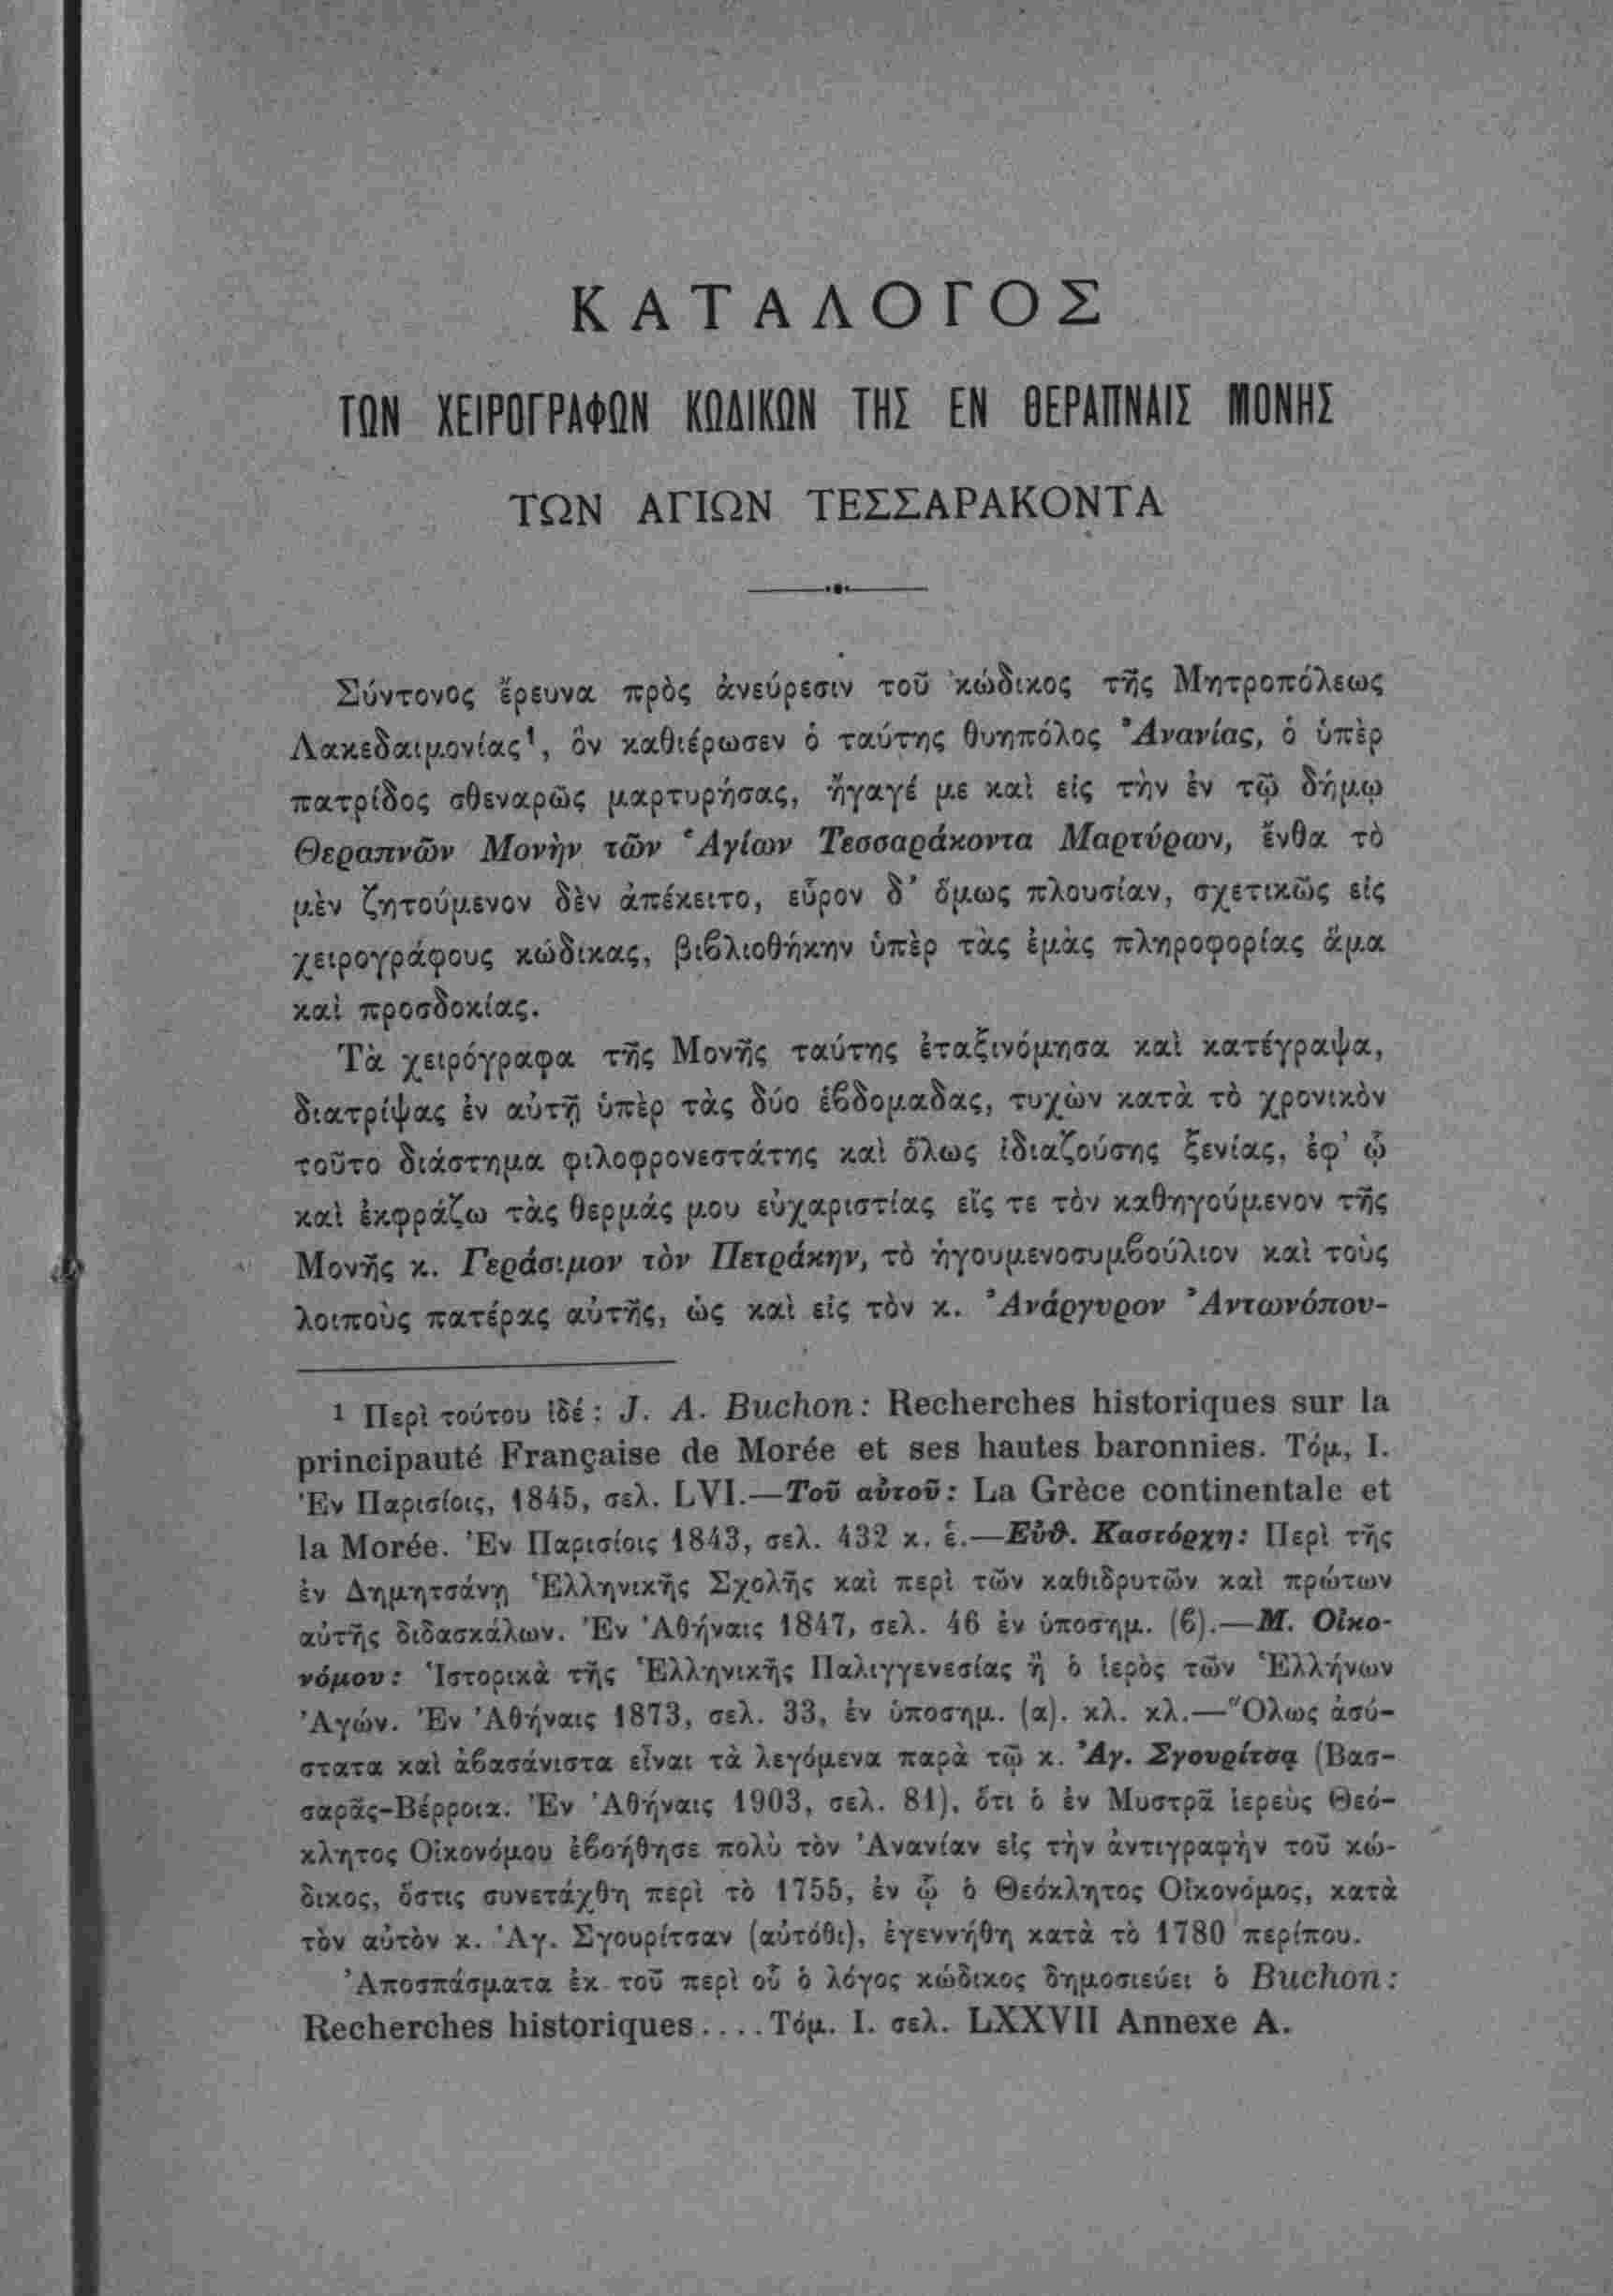 ΚΑΤΑΛΟΓΟΣ
ΤΩΝ ΧΕΙΡΟΓΡΑΦΩΝ ΚΩΔΙΚΩΝ ΤΗΣ ΕΝ ΘΕΡΑΠΝΑΙΣ ΜΟΝΗΣ
ΤΩΝ ΑΓΙΩΝ ΤΕΣΣΑΡΑΚΟΝΤΑ
Σύντονος ἔρευνα πρὸς ἀνεύρεσιν τοῦ κώδικος τῆς Μητροπόλεως
Λακεδαιμονίας¹, ὃν καθιέρωσεν ὁ ταύτης θυηπόλος Ἀνανίας, ὁ ὑπὲρ
πατρίδος σθεναρῶς μαρτυρήσας, ἤγαγέ με καὶ εἰς τὴν ἐν τῷ δήμῳ
Θεραπνῶν Μονὴν τῶν Ἁγίων Τεσσαράκοντα Μαρτύρων, ἔνθα τὸ
μὲν ζητούμενον δὲν ἀπέκειτο, εὗρον δ’ ὅμως πλουσίαν, σχετικῶς εἰς
χειρογράφους κώδικας, βιϐλιοθήκην ὑπὲρ τὰς ἐμὰς πληροφορίας ἅμα
καὶ προσδοκίας.
Τὰ χειρόγραφα τῆς Μονῆς ταύτης ἐταξινόμησα καὶ κατέγραψα,
διατρίψας ἐν αὐτῇ ὑπὲρ τὰς δύο ἑϐδομαδας, τυχὼν κατὰ τὸ χρονικὸν
τοῦτο διάστημα φιλοφρονεστάτης καὶ ὅλως ἰδιαζούσης ξενίας, ἐφ’ ᾧ
καὶ ἐκφράζω τὰς θερμάς μου εὐχαριστίας εἴς τε τὸν καθηγούμενον τῆς
Μονῆς κ. Γεράσιμον τὸν Πετράκην, τὸ ἡγουμενοσυμϐούλιον καὶ τοὺς
λοιποὺς πατέρας αὐτῆς, ὡς καὶ εἰς τὸν κ. Ἀνάργυρον Ἀντωνόπου-
1 Περὶ τούτου ἰδέ: J. A. Buchon: Recherches historiques sur la
principauté Française de Morée et ses hautes baronnies. Τόμ, I.
Ἐν Παρισίοις, 1845, σελ. LVI.—Τοῦ αὐτοῦ: La Grèce continentale et
la Morée. Ἐν Παρισίοις 1843, σελ. 432 κ. ἑ.—Εὐθ. Καστόρχη: Περὶ τῆς
ἐν Δημητσάνῃ Ἑλληνικῆς Σχολῆς καὶ περὶ τῶν καθιδρυτῶν καὶ πρώτων
αὐτῆς διδασκάλων. Ἐν Ἀθήναις 1847, σελ. 46 ἐν ὑποσημ. (ϐ).—Μ. Οἰκο-
νόμου: Ἱστορικὰ τῆς Ἑλληνικῆς Παλιγγενεσίας ἢ ὁ ἱερὸς τῶν Ἑλλήνων
Ἀγών. Ἐν Ἀθήναις 1873, σελ. 33, ἐν ὑποσημ. (α). κλ. κλ.—Ὅλως ἀσύ-
στατα καὶ ἀϐασάνιστα εἶναι τὰ λεγόμενα παρὰ τῷ κ. Ἀγ. Σγουρίτσᾳ (Βασ-
σαρᾶς-Βέρροια. Ἐν Ἀθήναις 1903, σελ. 81), ὅτι ὁ ἐν Μυστρᾷ ἱερεὺς Θεό-
κλητος Οἰκονόμου ἐϐοήθησε πολὺ τὸν Ἀνανίαν εἰς τὴν ἀντιγραφὴν τοῦ κώ-
δικος, ὅστις συνετάχθη περὶ τὸ 1755, ἐν ᾧ ὁ Θεόκλητος Οἰκονόμος, κατὰ
τὸν αὐτὸν κ. Ἀγ. Σγουρίτσαν (αὐτόθι), ἐγεννήθη κατὰ τὸ 1780 περίπου.
Ἀποσπάσματα ἐκ τοῦ περὶ οὗ ὁ λόγος κώδικος δημοσιεύει ὁ Buchon:
Recherches historiques.... Τόμ. I. σελ. LXXVII Annexe A.